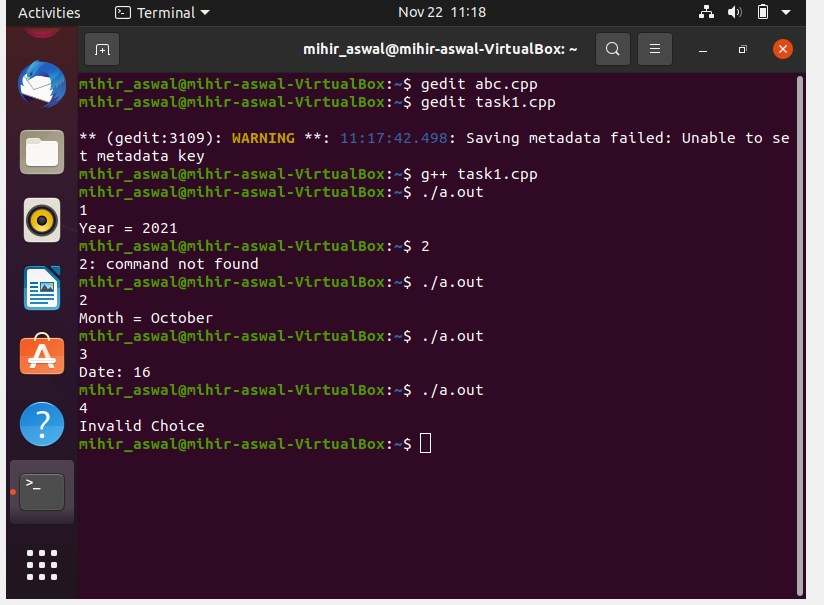 Activities
Terminal
Nov 22 11:18
mihir_aswal@mihir-aswal-VirtualBox: ~
mihir_aswal@mihir-aswal-VirtualBox:~$ gedit abc.cpp
mihir_aswal@mihir-aswal-VirtualBox:~$ gedit task1.cpp
** (gedit:3109): WARNING **: 11:17:42.498: Saving metadata failed: Unable to se
t metadata key
mihir_aswal@mihir-aswal-VirtualBox:~$ g++ task1.cpp
mihir_aswal@mihir-aswal-VirtualBox:~$ ./a.out
1
Year = 2021
mihir_aswal@mihir-aswal-VirtualBox:~$ 2
2: command not found
mihir_aswal@mihir-aswal-VirtualBox:~$ ./a.out
2
Month = October
mihir_aswal@mihir-aswal-VirtualBox:~$ ./a.out
3
Date: 16
mihir_aswal@mihir-aswal-VirtualBox:~$ ./a.out
4
Invalid Choice
mihir_aswal@mihir-aswal-VirtualBox:~$